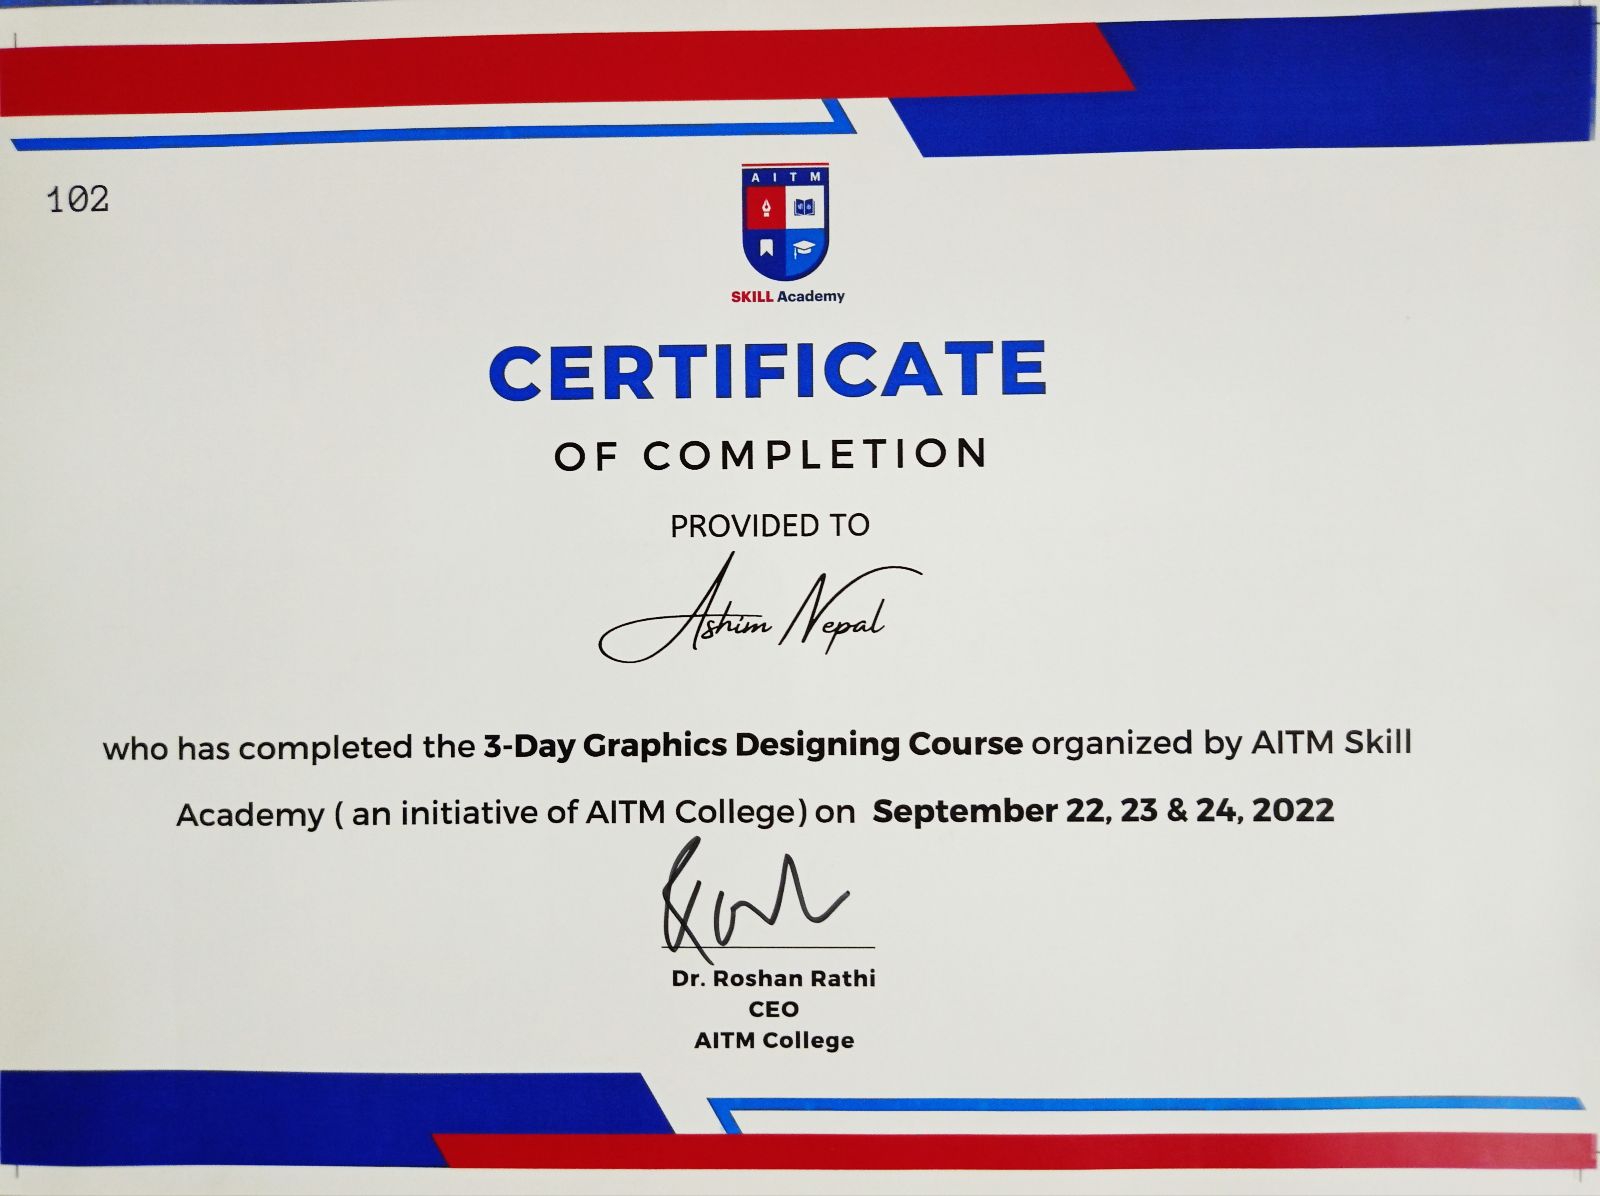 102
A I T M
SKILL Academy
CERTIFICATE
OF COMPLETION
PROVIDED TO
Ashim Nepal
who has completed the 3-Day Graphics Designing Course organized by AITM Skill
Academy ( an initiative of AITM College) on September 22, 23 & 24, 2022
Dr. Roshan Rathi
CEO
AITM College